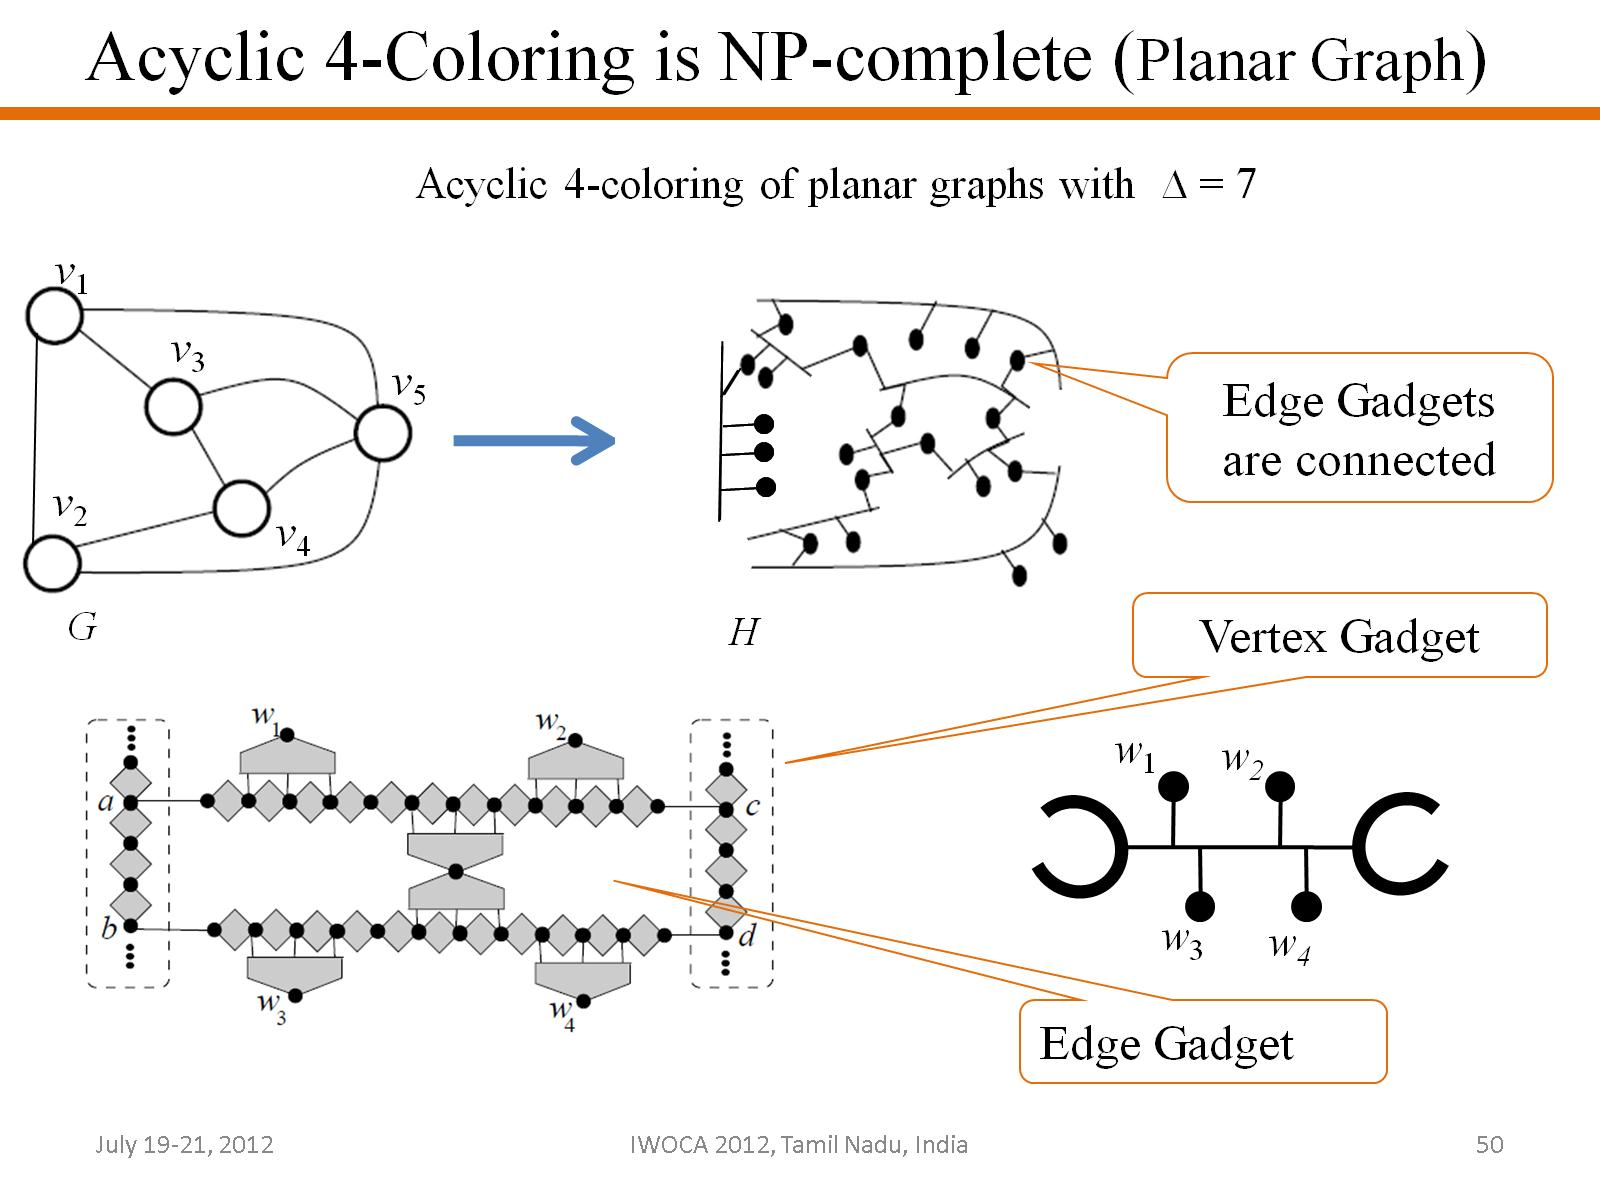 Acyclic 4-Coloring is NP-complete (Planar Graph)
Acyclic 4-coloring of planar graphs with Δ = 7
v1
v3
v5
v2
v4
G
H
Edge Gadgets
are connected
Vertex Gadget
w1
w2
a
c
b
d
w3
w4
w1
w2
w3
w4
Edge Gadget
July 19-21, 2012
IWOCA 2012, Tamil Nadu, India
50